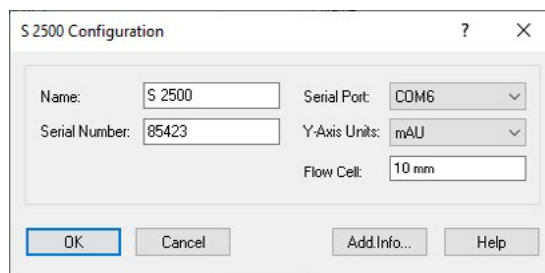 S 2500 Configuration ?
Name: S 2500 Serial Port: COM6
Serial Number: 85423 Y-Axis Units: mAU
Flow Cell: 10 mm
OK Cancel Add.Info... Help